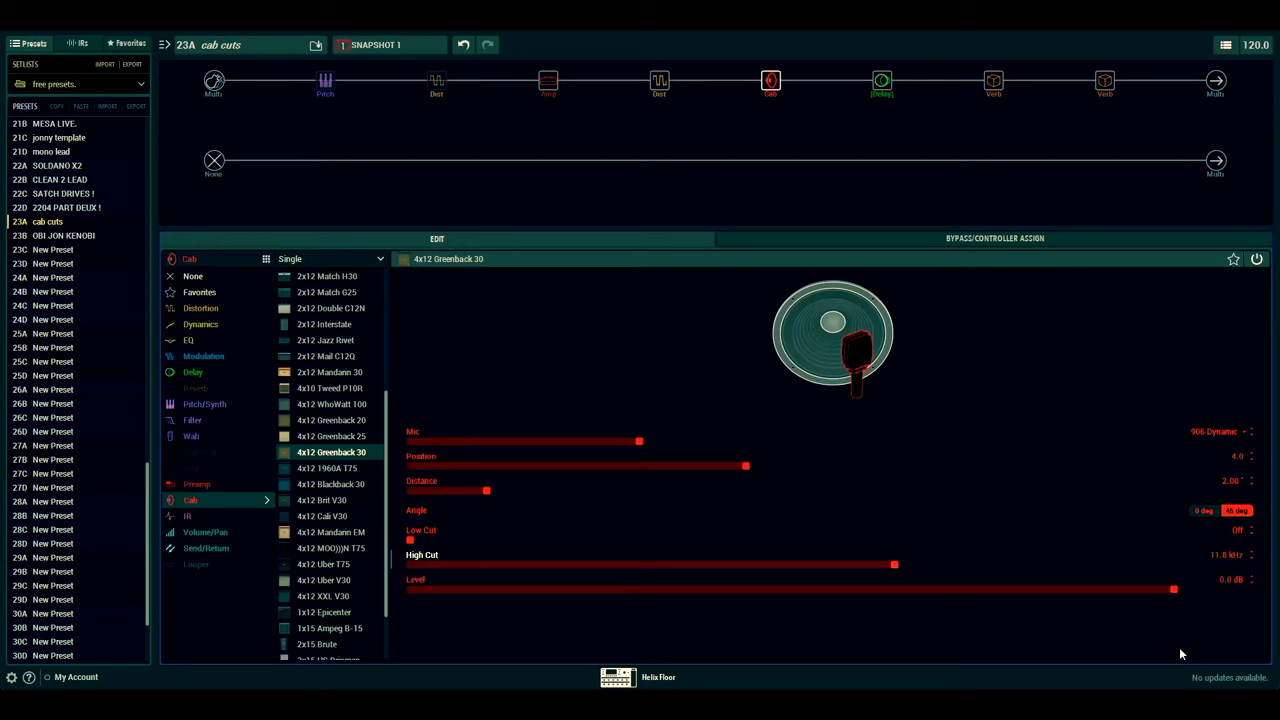 Presets
IRs
Favorites
23A cab cuts
1 SNAPSHOT 1
120.0
SETLISTS
IMPORT
EXPORT
free presets.
PRESETS
COPY
PASTE
IMPORT
EXPORT
21B MESA LIVE.
21C jonny template
21D mono lead
22A SOLDANO X2
22B CLEAN 2 LEAD
22C SATCH DRIVES !
22D 2204 PART DEUX !
23A cab cuts
23B OBI JON KENOBI
23C New Preset
23D New Preset
24A New Preset
24B New Preset
24C New Preset
24D New Preset
25A New Preset
25B New Preset
25C New Preset
25D New Preset
26A New Preset
26B New Preset
26C New Preset
26D New Preset
27A New Preset
27B New Preset
27C New Preset
27D New Preset
28A New Preset
28B New Preset
28C New Preset
28D New Preset
29A New Preset
29B New Preset
29C New Preset
29D New Preset
30A New Preset
30B New Preset
30C New Preset
30D New Preset
Multi
Pitch
Dist
Amp
Dist
Cab
[Delay]
Verb
Verb
Multi
None
Multi
EDIT
BYPASS/CONTROLLER ASSIGN
Cab
Single
4x12 Greenback 30
None
Favorites
Distortion
Dynamics
EQ
Modulation
Delay
Reverb
Pitch/Synth
Filter
Wah
Preamp
Cab
IR
Volume/Pan
Send/Return
Looper
2x12 Match H30
2x12 Match G25
2x12 Double C12N
2x12 Interstate
2x12 Jazz Rivet
2x12 Mail C12Q
2x12 Mandarin 30
4x10 Tweed P10R
4x12 WhoWatt 100
4x12 Greenback 20
4x12 Greenback 25
4x12 Greenback 30
4x12 1960A T75
4x12 Blackback 30
4x12 Brit V30
4x12 Cali V30
4x12 Mandarin EM
4x12 MOO)))N T75
4x12 Uber T75
4x12 Uber V30
4x12 XXL V30
1x12 Epicenter
1x15 Ampeg B-15
2x15 Brute
Mic
906 Dynamic
Position
4.0
Distance
2.00"
Angle
0 deg
45 deg
Low Cut
Off
High Cut
11.8 kHz
Level
0.0 dB
My Account
Helix Floor
No updates available.